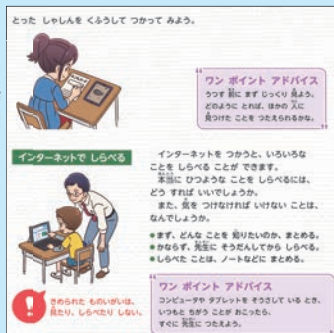 とった しゃしんを くふうして つかって みよう。
ワン ポイント アドバイス
うつす 前に まず じっくり 見よう。
どのように とれば、ほかの 人に
見つけた ことを つたえられるかな。
インターネットで しらべる
インターネットを つかうと、いろいろな
ことを しらべる ことが できます。
本当に ひつような ことを しらべるには、
どう すれば いいでしょうか。
また、気を つけなければ いけない ことは、
なんでしょうか。
●まず、どんな ことを 知りたいのか、まとめる。
●かならず、先生に そうだんしてから しらべる。
●しらべた ことは、ノートなどに まとめる。
きめられた ものいがいは、
見たり、しらべたり しない。
ワン ポイント アドバイス
コンピュータや タブレットを そうさして いる とき、
いつもと ちがう ことが おこったら、
すぐに 先生に つたえよう。